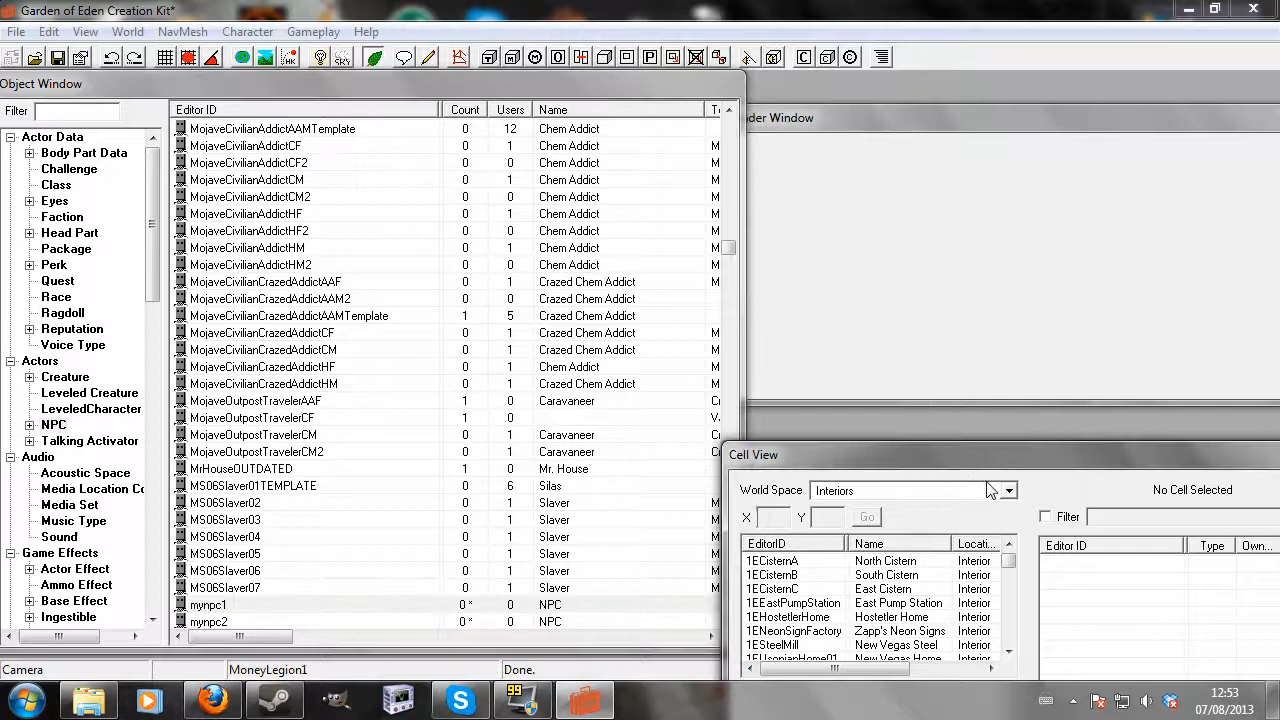 Garden of Eden Creation Kit*
File Edit View World NavMesh Character Gameplay Help
Object Window
Filter
Actor Data
Body Part Data
Challenge
Class
Eyes
Faction
Head Part
Package
Perk
Quest
Race
Ragdoll
Reputation
Voice Type
Actors
Creature
Leveled Creature
LeveledCharacter
NPC
Talking Activator
Audio
Acoustic Space
Media Location Cc
Media Set
Music Type
Sound
Game Effects
Actor Effect
Ammo Effect
Base Effect
Ingestible
Editor ID Count Users Name
MojaveCivilianAddictAAMTemplate 0 12 Chem Addict
MojaveCivilianAddictCF 0 1 Chem Addict M
MojaveCivilianAddictCF2 0 0 Chem Addict M
MojaveCivilianAddictCM 0 1 Chem Addict M
MojaveCivilianAddictCM2 0 0 Chem Addict M
MojaveCivilianAddictHF 0 1 Chem Addict M
MojaveCivilianAddictHF2 0 0 Chem Addict M
MojaveCivilianAddictHM 0 1 Chem Addict M
MojaveCivilianAddictHM2 0 0 Chem Addict M
MojaveCivilianCrazedAddictAAF 0 1 Crazed Chem Addict M
MojaveCivilianCrazedAddictAAM2 0 0 Crazed Chem Addict M
MojaveCivilianCrazedAddictAAMTemplate 1 5 Crazed Chem Addict
MojaveCivilianCrazedAddictCF 0 1 Crazed Chem Addict M
MojaveCivilianCrazedAddictCM 0 1 Crazed Chem Addict M
MojaveCivilianCrazedAddictHF 0 1 Chem Addict M
MojaveCivilianCrazedAddictHM 0 1 Crazed Chem Addict M
MojaveOutpostTravelerAAF 1 0 Caravaneer Cr
MojaveOutpostTravelerCF 1 0 V
MojaveOutpostTravelerCM 0 1 Caravaneer M
MojaveOutpostTravelerCM2 0 1 Caravaneer M
MrHouseOUTDATED 1 0 Mr. House
MS06Slaver01TEMPLATE 0 6 Silas
MS06Slaver02 0 1 Slaver M
MS06Slaver03 0 1 Slaver M
MS06Slaver04 0 1 Slaver M
MS06Slaver05 0 1 Slaver M
MS06Slaver06 0 1 Slaver M
MS06Slaver07 0 1 Slaver M
mynpc1 0 * 0 NPC
mynpc2 0 * 0 NPC
der Window
Cell View
World Space Interiors No Cell Selected
X Y Go Filter
EditorID Name Locati...
1ECisternA North Cistern Interior
1ECisternB South Cistern Interior
1ECisternC East Cistern Interior
1EEastPumpStation East Pump Station Interior
1EHostetlerHome Hostetler Home Interior
1ENeonSignFactory Zapp's Neon Signs Interior
1ESteelMill New Vegas Steel Interior
1EUsonianHome01 New Vegas Home Interior
Editor ID Type Own...
Camera MoneyLegion1 Done.
99
12:53
07/08/2013